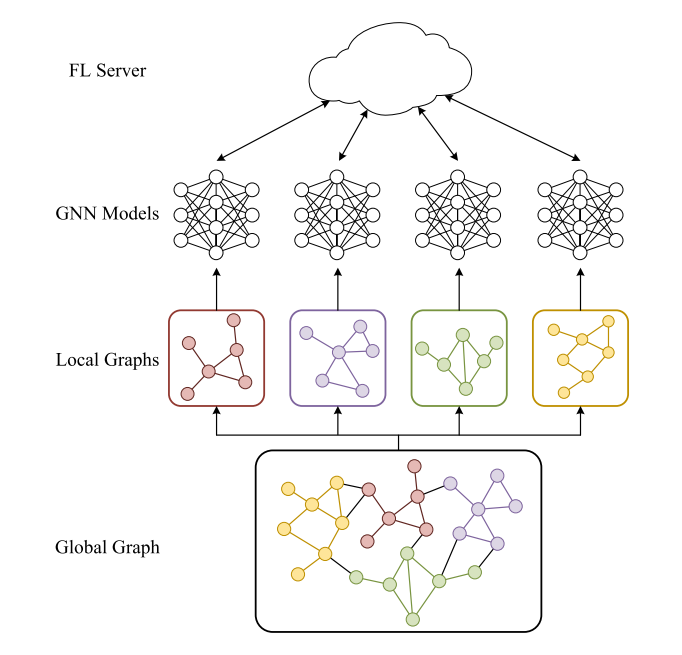 FL Server
GNN Models
Local Graphs
Global Graph